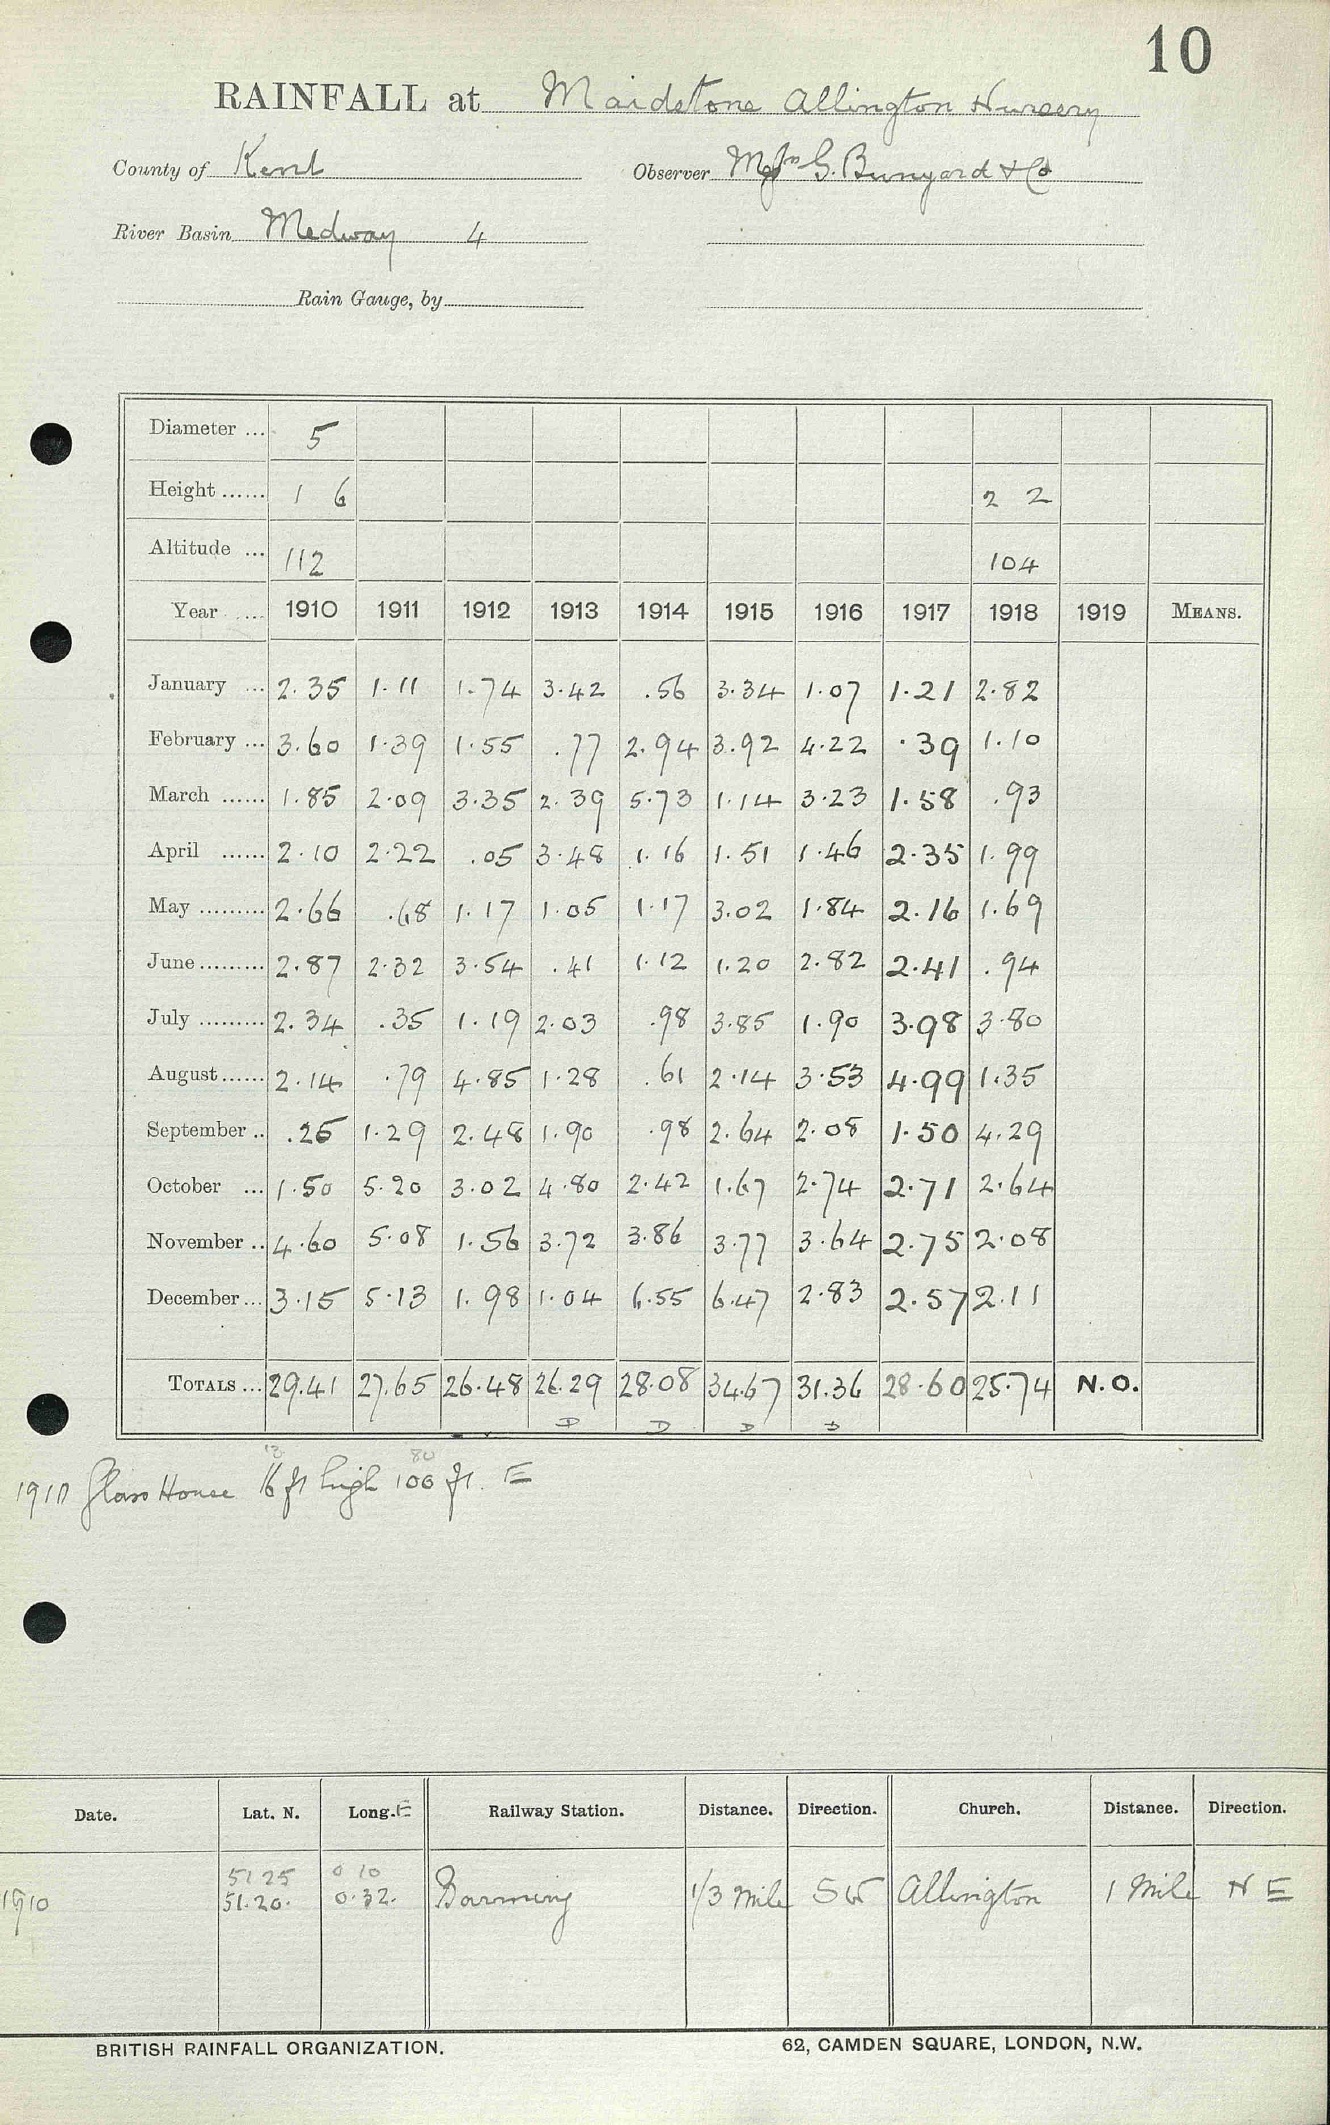 10
RAINFALL at Maidstone Allington Nursery
County of Kent Observer Messrs G. Bunyard & Co
River Basin Medway 4
Rain Gauge, by
Diameter ... 5
Height ...... 1 6 2 2
Altitude ... 112 104
Year .... 1910 1911 1912 1913 1914 1915 1916 1917 1918 1919 MEANS.
January ... 2.35 1.11 1.74 3.42 .56 3.34 1.07 1.21 2.82
February ... 3.60 1.39 1.55 .77 2.94 3.92 4.22 .39 1.10
March ...... 1.85 2.09 3.35 2.39 5.73 1.14 3.23 1.58 .93
April ...... 2.10 2.22 .05 3.48 1.16 1.51 1.46 2.35 1.99
May ......... 2.66 .68 1.17 1.05 1.17 3.02 1.84 2.16 1.69
June ......... 2.87 2.32 3.54 .41 1.12 1.20 2.82 2.41 .94
July ......... 2.34 .35 1.19 2.03 .98 3.85 1.90 3.98 3.80
August ...... 2.14 .79 4.85 1.28 .61 2.14 3.53 4.99 1.35
September .. .25 1.29 2.48 1.90 .98 2.64 2.08 1.50 4.29
October ... 1.50 5.20 3.02 4.80 2.42 1.67 2.74 2.71 2.64
November .. 4.60 5.08 1.56 3.72 3.86 3.77 3.64 2.75 2.08
December ... 3.15 5.13 1.98 1.04 6.55 6.47 2.83 2.57 2.11
TOTALS ... 29.41 27.65 26.48 26.29 28.08 34.67 31.36 28.60 25.74 N.O.
D D D D
12 80
1910 Glass House 16 ft high 100 ft. E
Date. Lat. N. Long. E Railway Station. Distance. Direction. Church. Distance. Direction.
51 25 0 10
1910 51.20. 0.32. Barming 1/3 Mile SW Allington 1 Mile N E
BRITISH RAINFALL ORGANIZATION. 62, CAMDEN SQUARE, LONDON, N.W.